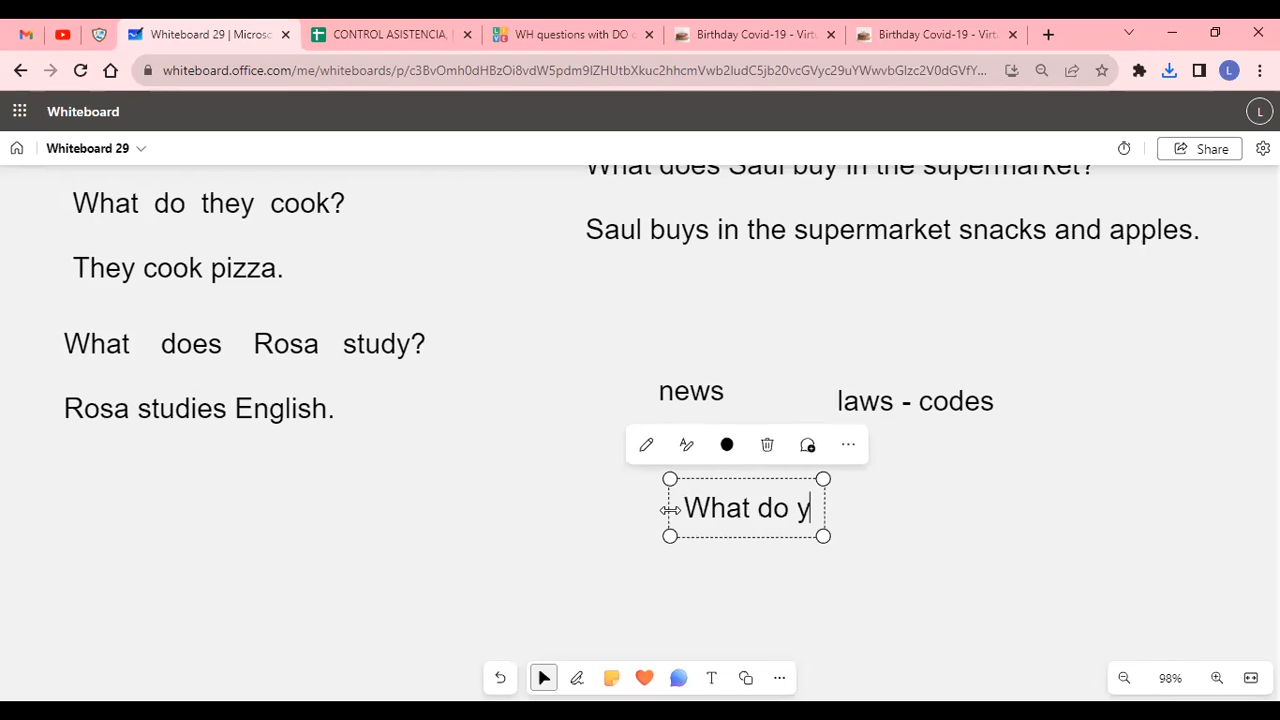 Whiteboard 29 | Microsc
CONTROL ASISTENCIA.
WH questions with DO
Birthday Covid-19 - Virt
Birthday Covid-19 - Virt
Whiteboard
L
Whiteboard 29
Share
What does Saul buy in the supermarket?
What do they cook?
Saul buys in the supermarket snacks and apples.
They cook pizza.
What does Rosa study?
Rosa studies English.
news
laws - codes
What do y
98%